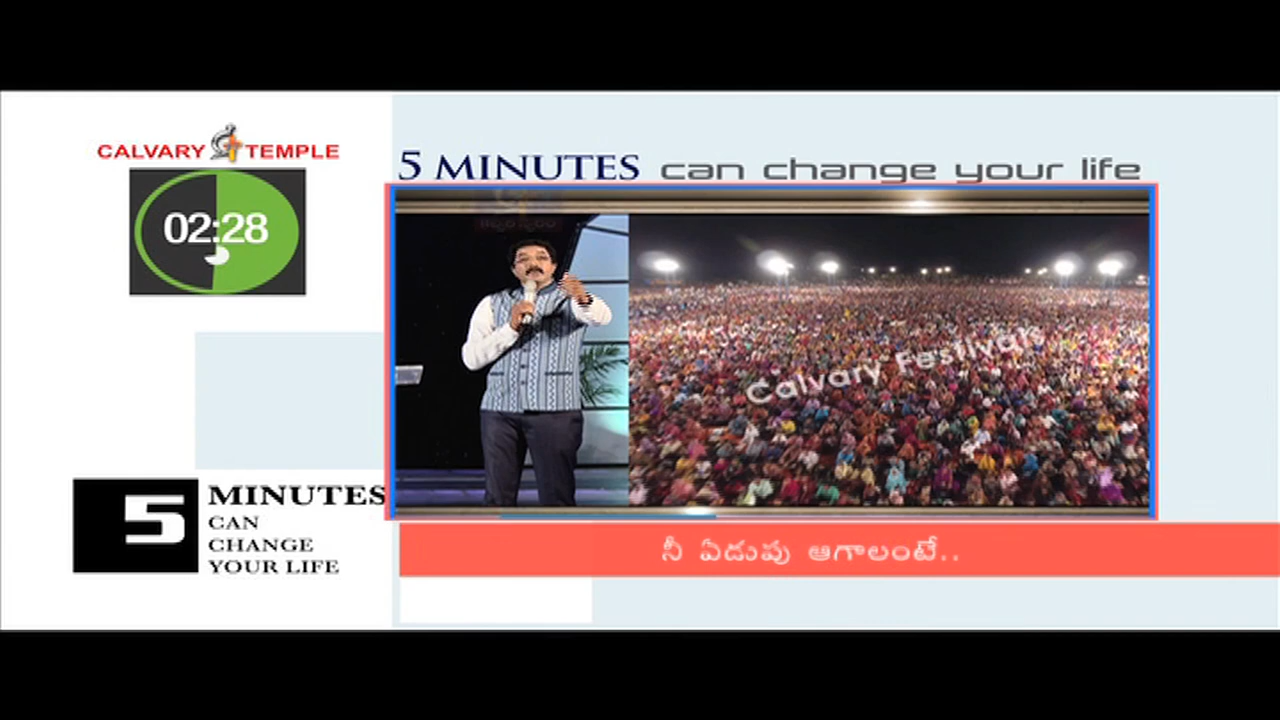 CALVARY TEMPLE
02:28
5 MINUTES can change your life
Calvary Festivals
5 MINUTES
CAN
CHANGE
YOUR LIFE
నీ ఏడుపు ఆగాలంటే..